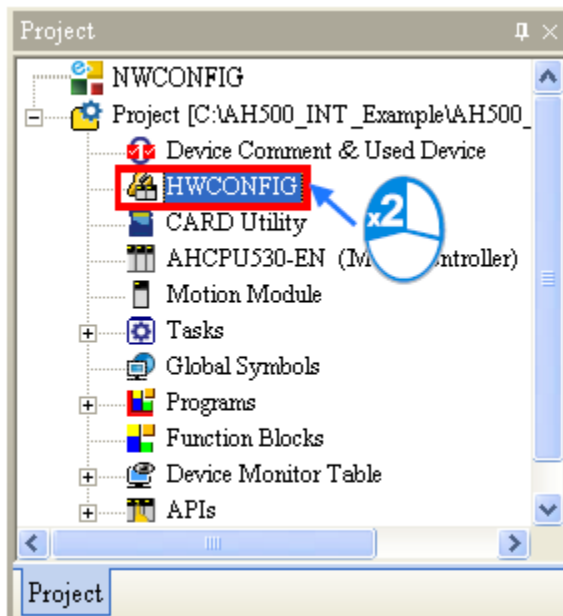 Project
NWCONFIG
Project [C:\AH500_INT_Example\AH500_
Device Comment & Used Device
HWCONFIG
x2
CARD Utility
AHCPU530-EN (M ntroller)
Motion Module
Tasks
Global Symbols
Programs
Function Blocks
Device Monitor Table
APIs
Project